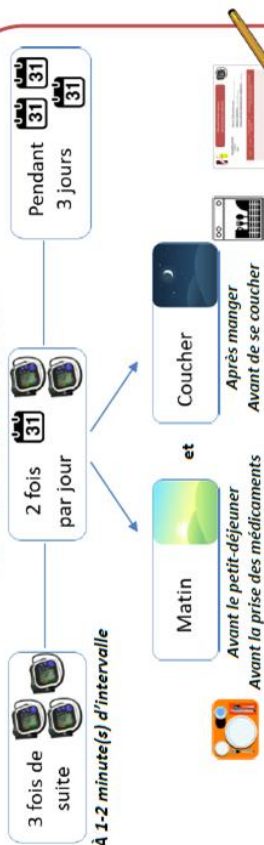 3 fois de
suite
À 1-2 minute(s) d'intervalle
2 fois
par jour
31
Pendant
3 jours
31
31
31
Matin
et
Coucher
Avant le petit-déjeuner
Avant la prise des médicaments
Après manger
Avant de se coucher